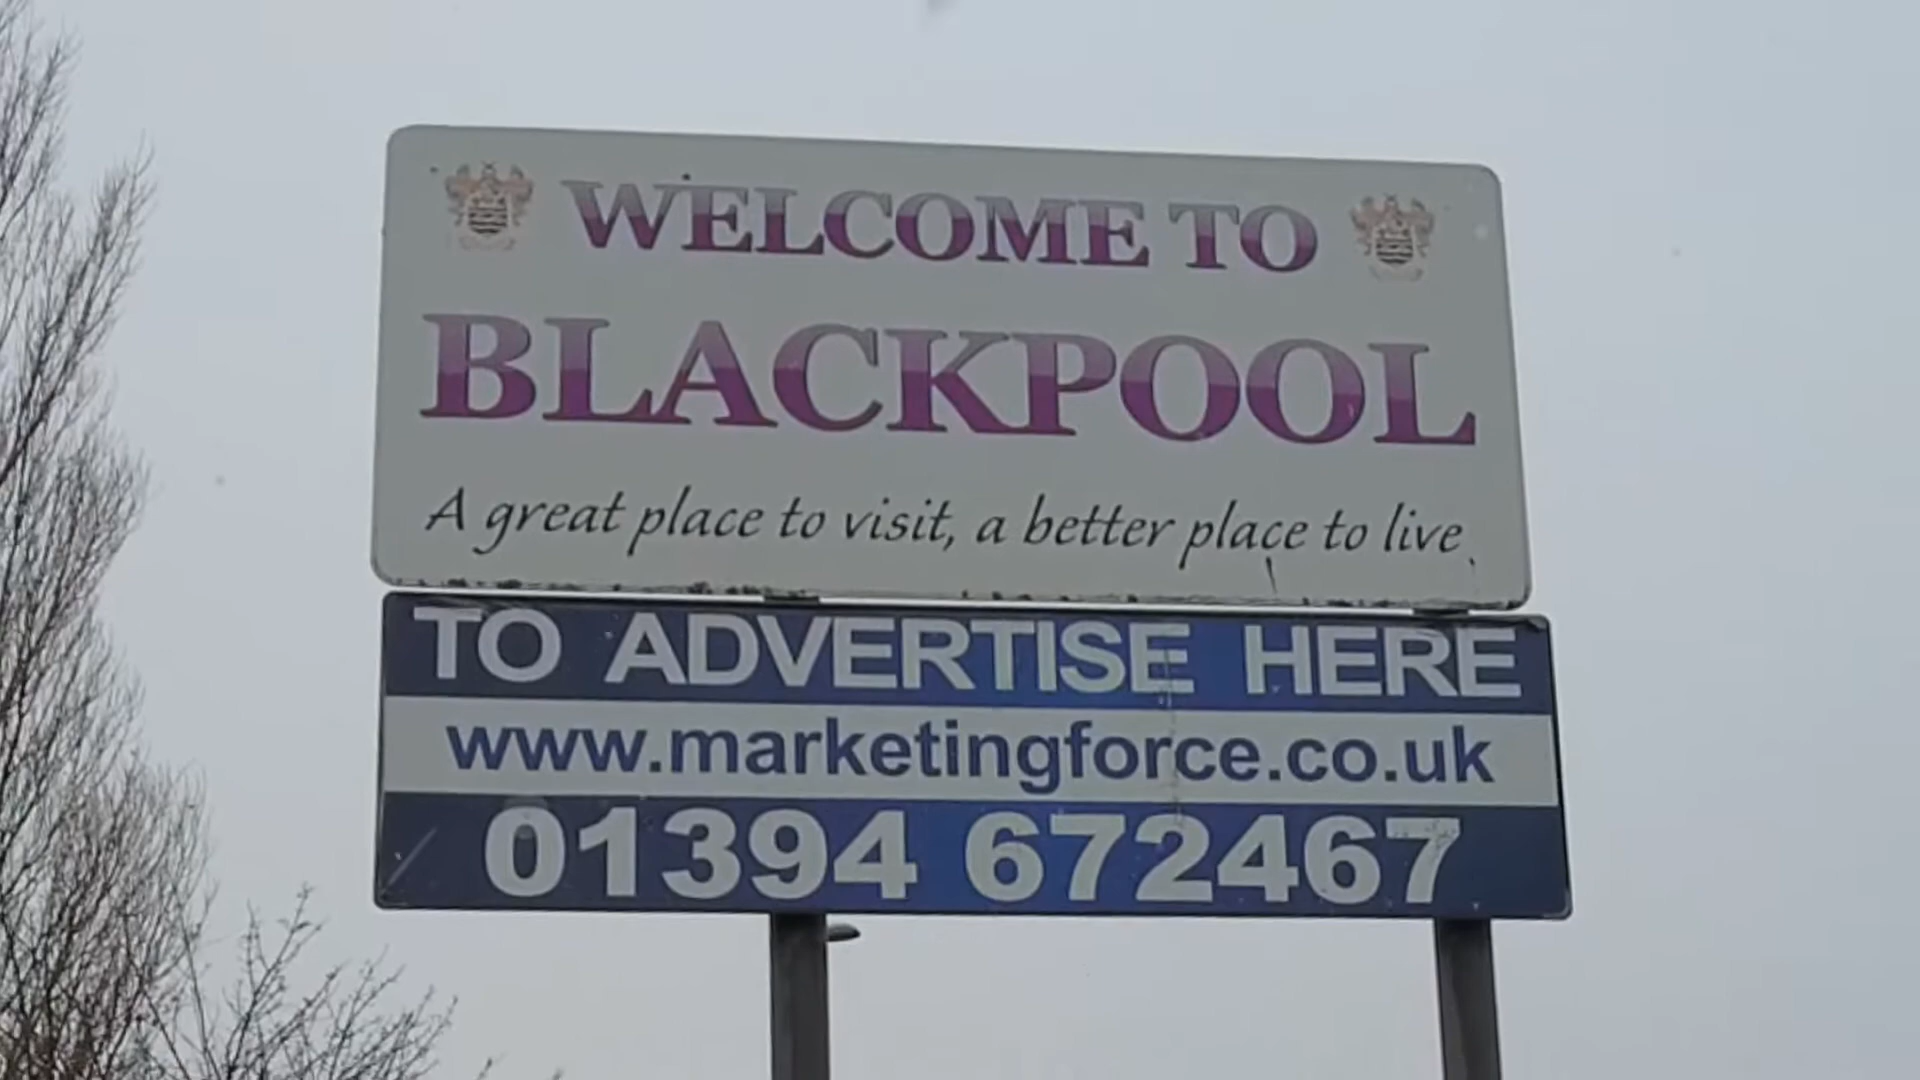 WELCOME TO
BLACKPOOL
A great place to visit, a better place to live
TO ADVERTISE HERE
www.marketingforce.co.uk
01394 672467